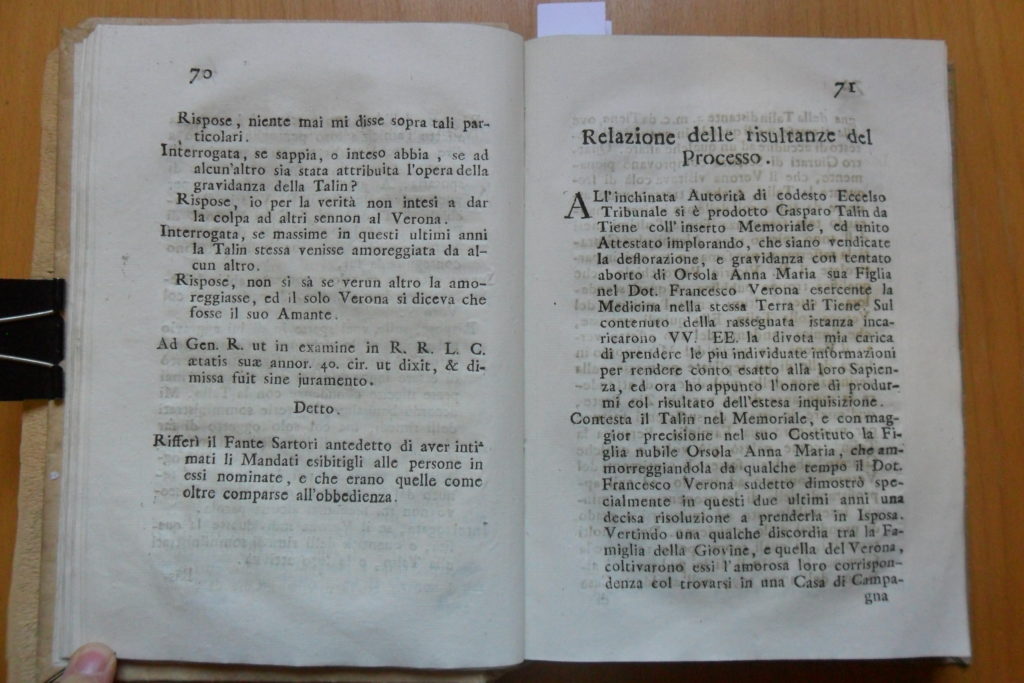 70
Rispose, niente mai mi disse sopra tali par-
ticolari.
Interrogata, se sappia, o inteso abbia, se ad
alcun'altro sia stata attribuita l'opera della
gravidanza della Talin?
Rispose, io per la verità non intesi a dar
la colpa ad altri sennon al Verona.
Interrogata, se massime in questi ultimi anni
la Talin stessa venisse amoreggiata da al-
cun altro.
Rispose, non si sà se verun altro la amo-
reggiasse, ed il solo Verona si diceva che
fosse il suo Amante.
Ad Gen. R. ut in examine in R. R. L. C.
ætatis suæ annor. 40. cir. ut dixit, & di-
missa fuit sine juramento.
Detto.
Rifferì il Fante Sartori antedetto di aver inti-
mati li Mandati esibitigli alle persone in
essi nominate, e che erano quelle come
oltre comparse all'obbedienza.
71
Relazione delle risultanze del
Processo.
ALl'inchinata Autorità di codesto Eccelso
Tribunale si è prodotto Gasparo Talin da
Tiene coll'inserto Memoriale, ed unito
Attestato implorando, che siano vendicate
la deflorazione, e gravidanza con tentato
aborto di Orsola Anna Maria sua Figlia
nel Dot. Francesco Verona esercente la
Medicina nella stessa Terra di Tiene. Sul
contenuto della rassegnata istanza inca-
ricarono VV. EE. la divota mia carica
di prendere le più individuate informazioni
per rendere conto esatto alla loro Sapien-
za, ed ora ho appunto l'onore di produr-
mi col risultato dell'estesa inquisizione.
Contesta il Talin nel Memoriale, e con mag-
gior precisione nel suo Costituto la Fi-
glia nubile Orsola Anna Maria, che am-
morreggiandola da qualche tempo il Dot.
Francesco Verona sudetto dimostrò spe-
cialmente in questi due ultimi anni una
decisa risoluzione a prenderla in Isposa.
Vertindo una qualche discordia tra la Fa-
miglia della Giovine, e quella del Verona,
coltivarono essi l'amorosa loro corrispon-
denza col trovarsi in una Casa di Campa-
gna